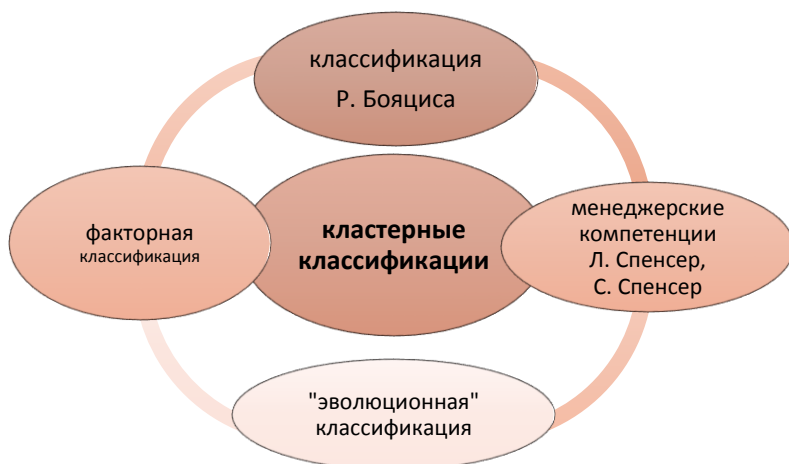 классификация
Р. Бояциса
факторная
классификация
кластерные
классификации
менеджерские
компетенции
Л. Спенсер,
С. Спенсер
"эволюционная"
классификация